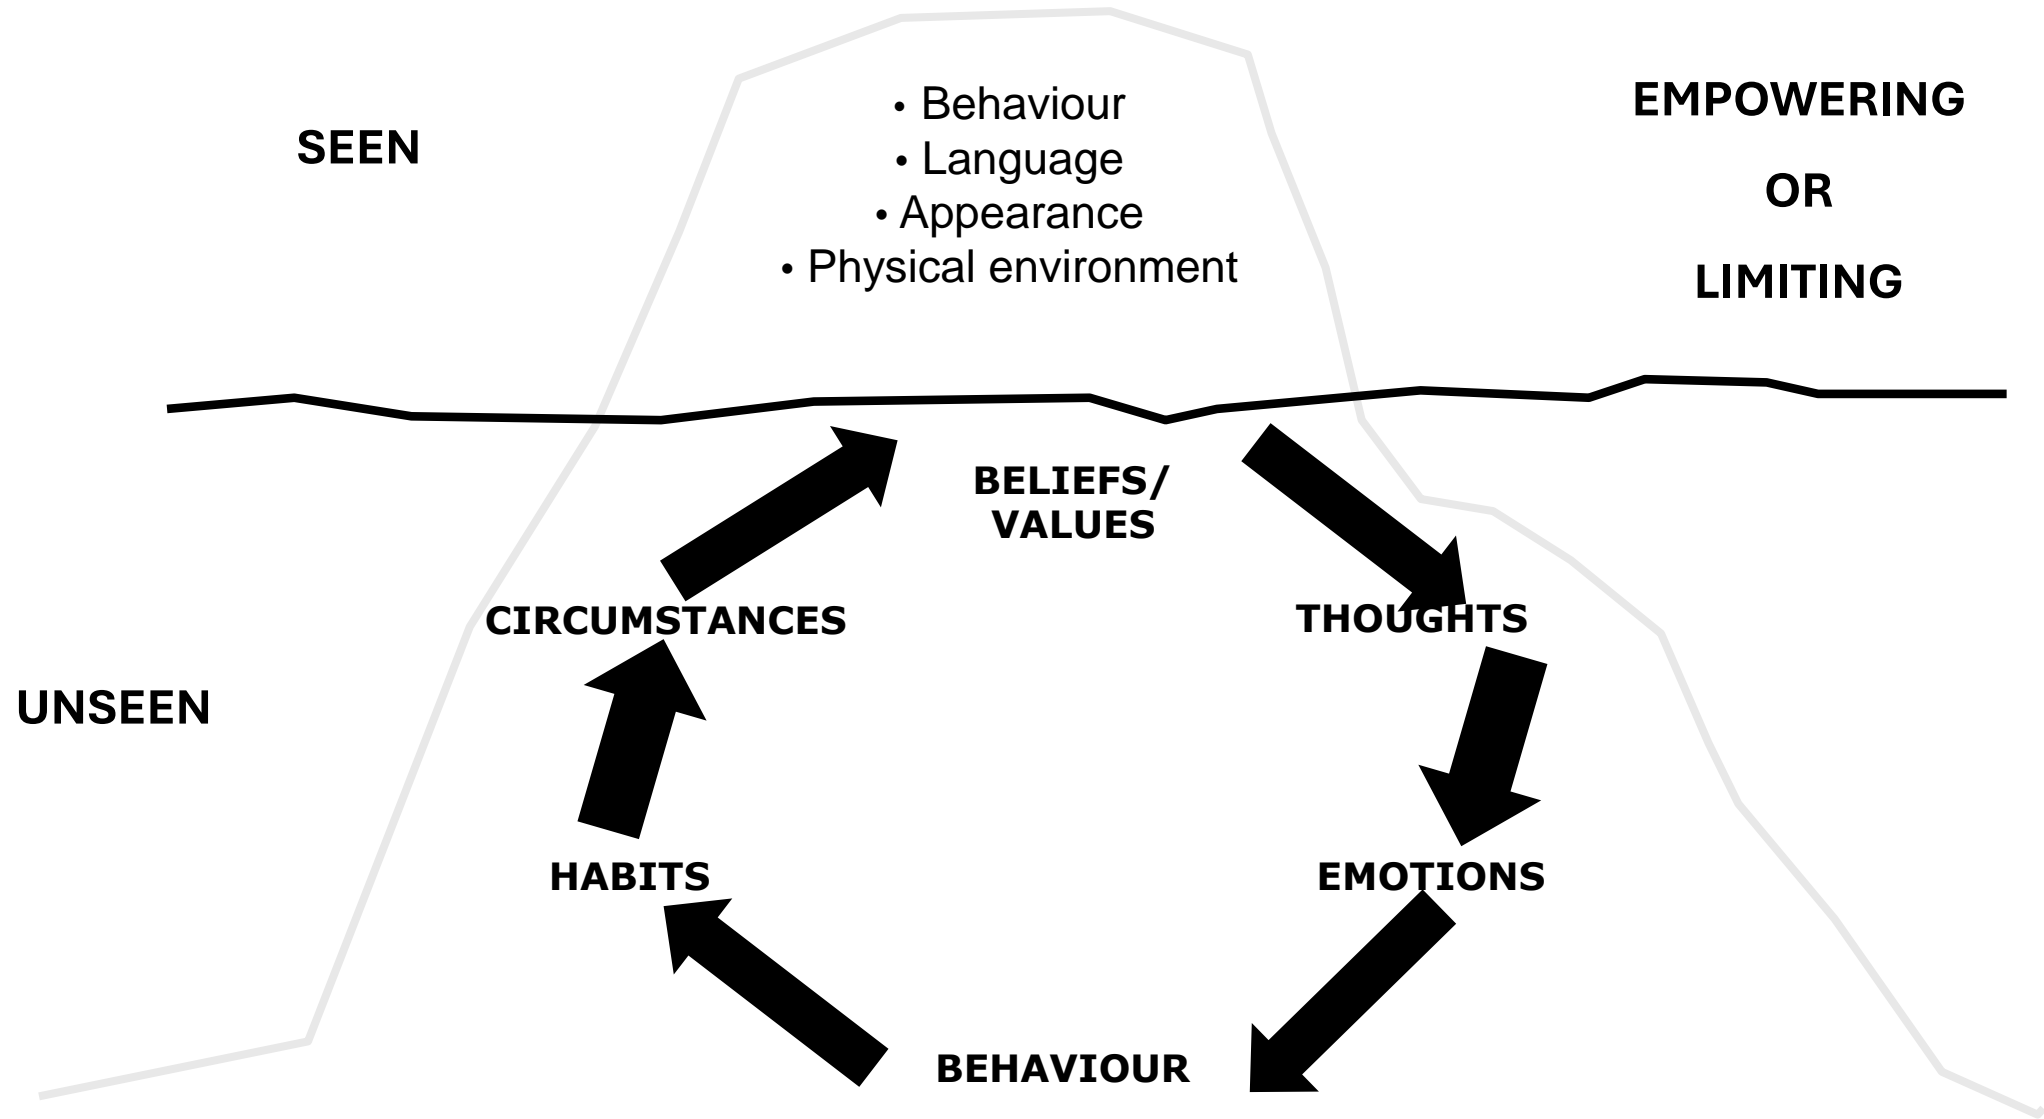 SEEN
• Behaviour
• Language
• Appearance
• Physical environment
EMPOWERING
OR
LIMITING
BELIEFS/
VALUES
CIRCUMSTANCES
THOUGHTS
UNSEEN
HABITS
EMOTIONS
BEHAVIOUR